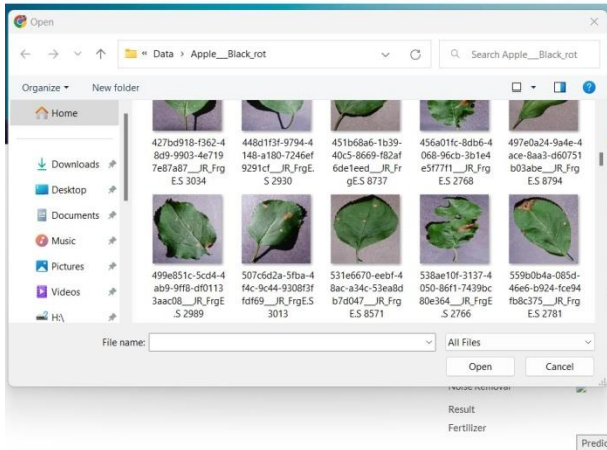 Open
« Data > Apple__Black_rot
Search Apple__Black_rot
Organize
New folder
Home
Downloads
Desktop
Documents
Music
Pictures
Videos
H:\
427bd918-f362-4
8d9-9903-4e719
7e87a87__JR_Frg
E.S 3034
448d1f3f-9794-4
148-a180-7246ef
9291cf__JR_FrgE.
S 2930
451b68a6-1b39-
40c5-8669-f82af
6de1eed__JR_Fr
gE.S 8737
456a01fc-8db6-4
068-96cb-3b1e4
e5f77f1__JR_Frg
E.S 2768
497e0a24-9a4e-4
ace-8aa3-d60751
b03abe__JR_Frg
E.S 8794
499e851c-5cd4-4
ab9-9ff8-df0113
3aac08__JR_FrgE
.S 2989
507c6d2a-5fba-4
f4c-9c44-9308f3f
fdf69__JR_FrgE.S
3013
531e6670-eebf-4
8ac-a34c-53ea8d
b7d047__JR_Frg
E.S 8571
538ae10f-3137-4
050-86f1-7439bc
80e364__JR_FrgE
.S 2766
559b0b4a-085d-
46e6-b924-fce94
fb8c375__JR_Frg
E.S 2781
File name:
All Files
Open
Cancel
Noise Removal
Result
Fertilizer
Predic